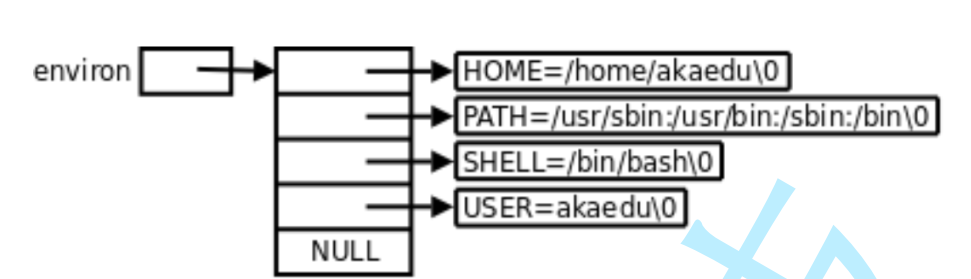 environ
HOME=/home/akaedu\0
PATH=/usr/sbin:/usr/bin:/sbin:/bin\0
SHELL=/bin/bash\0
USER=akaedu\0
NULL